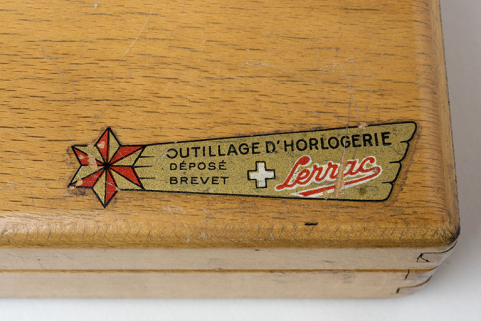 OUTILLAGE D'HORLOGERIE
DÉPOSÉ
BREVET
Lerrac